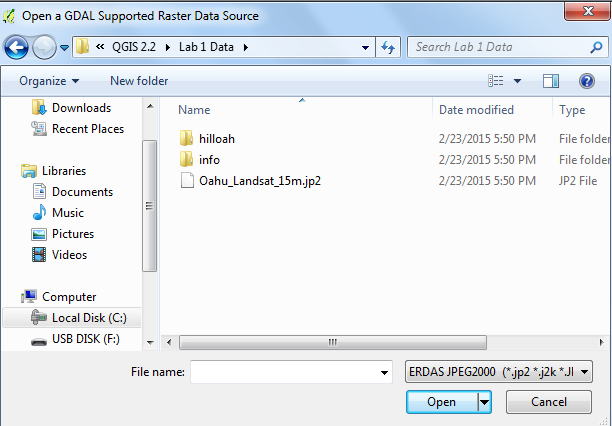 Open a GDAL Supported Raster Data Source
« QGIS 2.2 Lab 1 Data Search Lab 1 Data
Organize New folder
Name Date modified Type
Downloads
Recent Places
Libraries
Documents
Music
Pictures
Videos
Computer
Local Disk (C:)
USB DISK (F:)
hilloah 2/23/2015 5:50 PM File folder
info 2/23/2015 5:50 PM File folder
Oahu_Landsat_15m.jp2 2/23/2015 5:50 PM JP2 File
File name: ERDAS JPEG2000 (*.jp2 *.j2k *.JI
Open Cancel